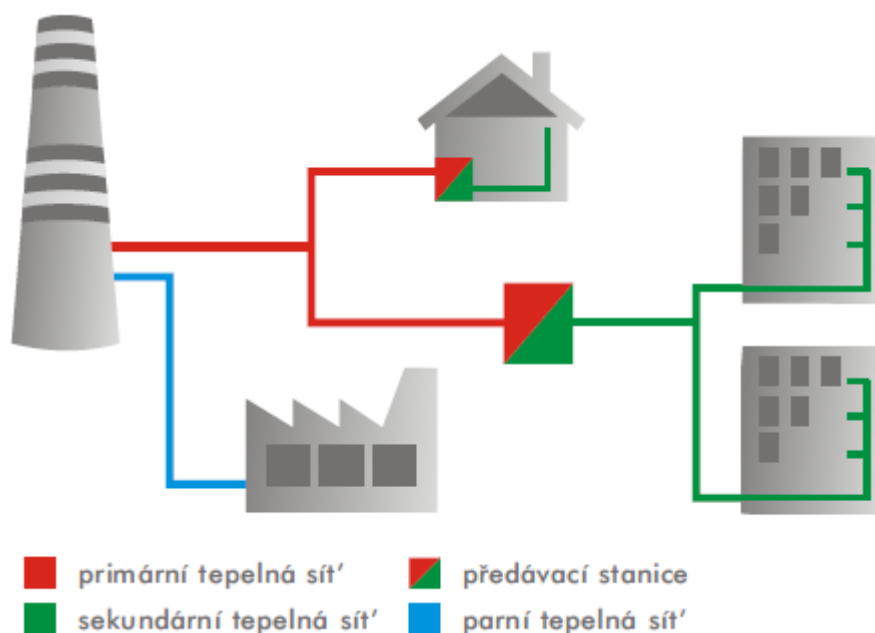 primární tepelná síť
předávací stanice
sekundární tepelná síť
parní tepelná síť